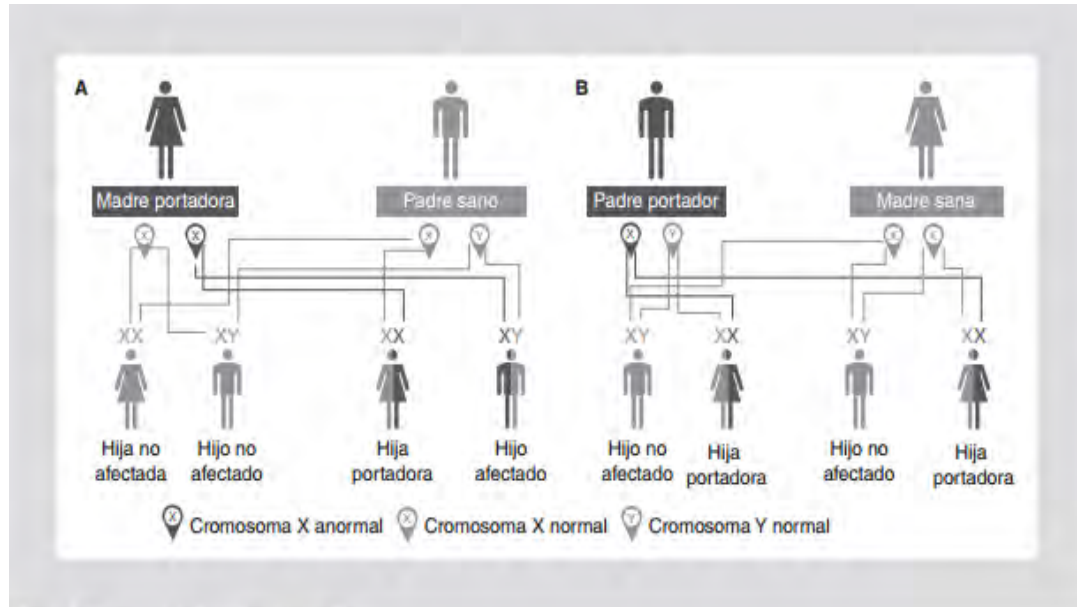 A
B
Madre portadora
Padre sano
Padre portador
Madre sana
X
X
X
Y
X
Y
X
XX
XY
XX
XY
XY
XX
XY
XX
Hija no
afectada
Hijo no
afectado
Hija
portadora
Hijo
afectado
Hijo no
afectado
Hija
portadora
Hijo no
afectado
Hija
portadora
X
Cromosoma X anormal
X
Cromosoma X normal
Y
Cromosoma Y normal